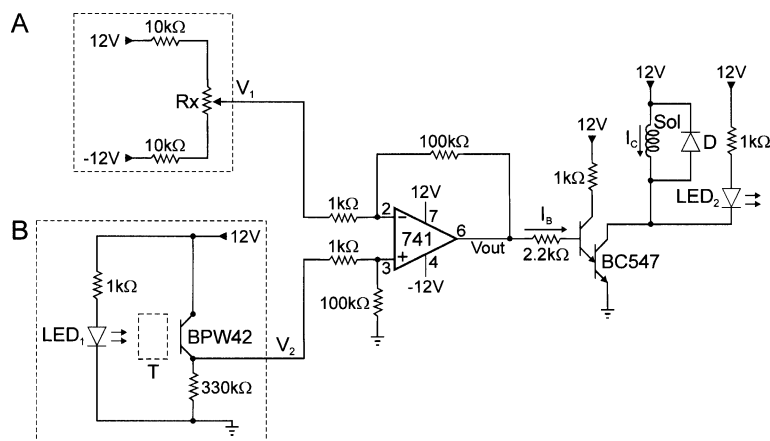 A
12V
10kΩ
Rx
V1
-12V
10kΩ
B
12V
1kΩ
LED1
T
BPW42
V2
330kΩ
100kΩ
1kΩ
2
12V
7
741
6
1kΩ
3
4
-12V
100kΩ
Vout
IB
2.2kΩ
12V
1kΩ
BC547
12V
Sol
IC
D
12V
1kΩ
LED2